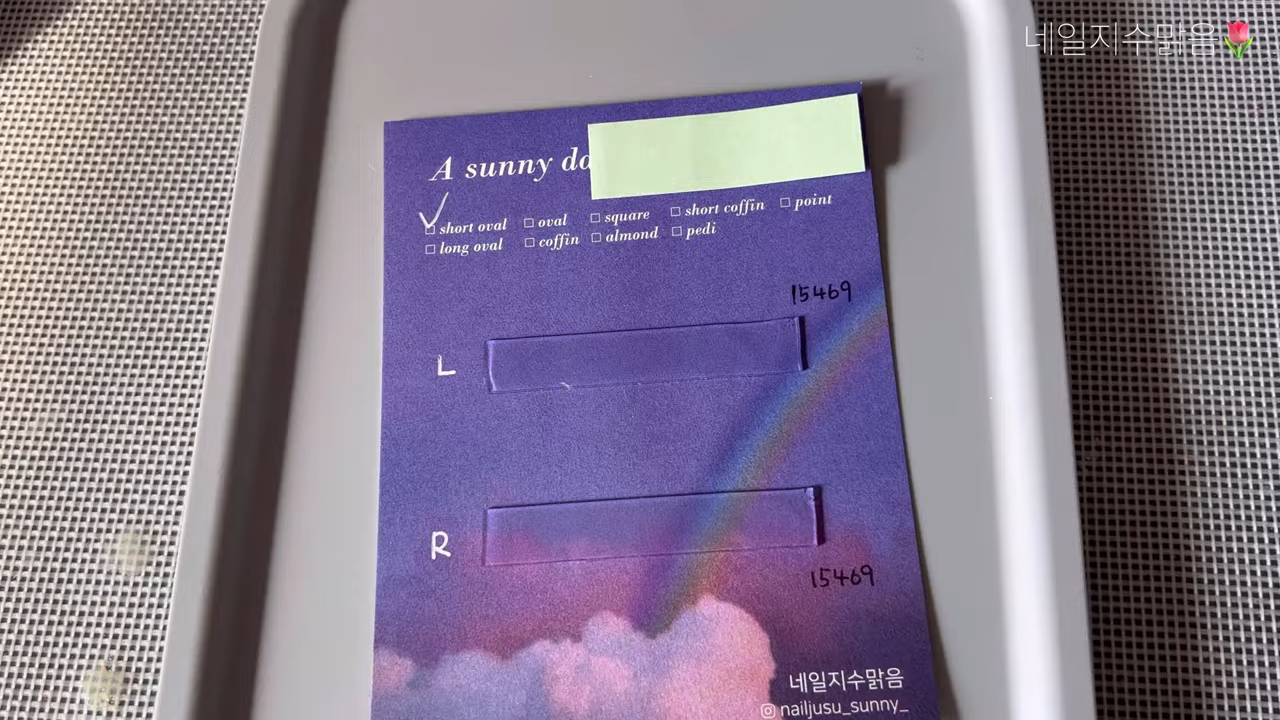 네일지수맑음🌷
A sunny da
☑ short oval ☐ oval ☐ square ☐ short coffin ☐ point
☐ long oval ☐ coffin ☐ almond ☐ pedi
15469
L
R
15469
네일지수맑음
nailjusu_sunny_